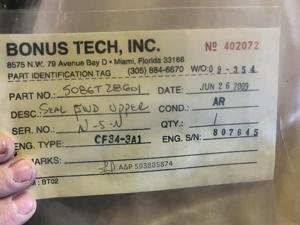 BONUS TECH, INC. Nº 402072
8575 N.W. 79 Avenue Bay D • Miami, Florida 33166
PART IDENTIFICATION TAG (305) 884-6670 W/O: 09-354
PART NO.: 5086T28G01 DATE: JUN 26 2009
DESC: SEAL FWD UPPER COND: AR
SER. NO.: N-S-N QTY.: 1
ENG. TYPE: CF34-3A1 ENG. S/N: 807645
MARKS: A&P 593805874
: BT02